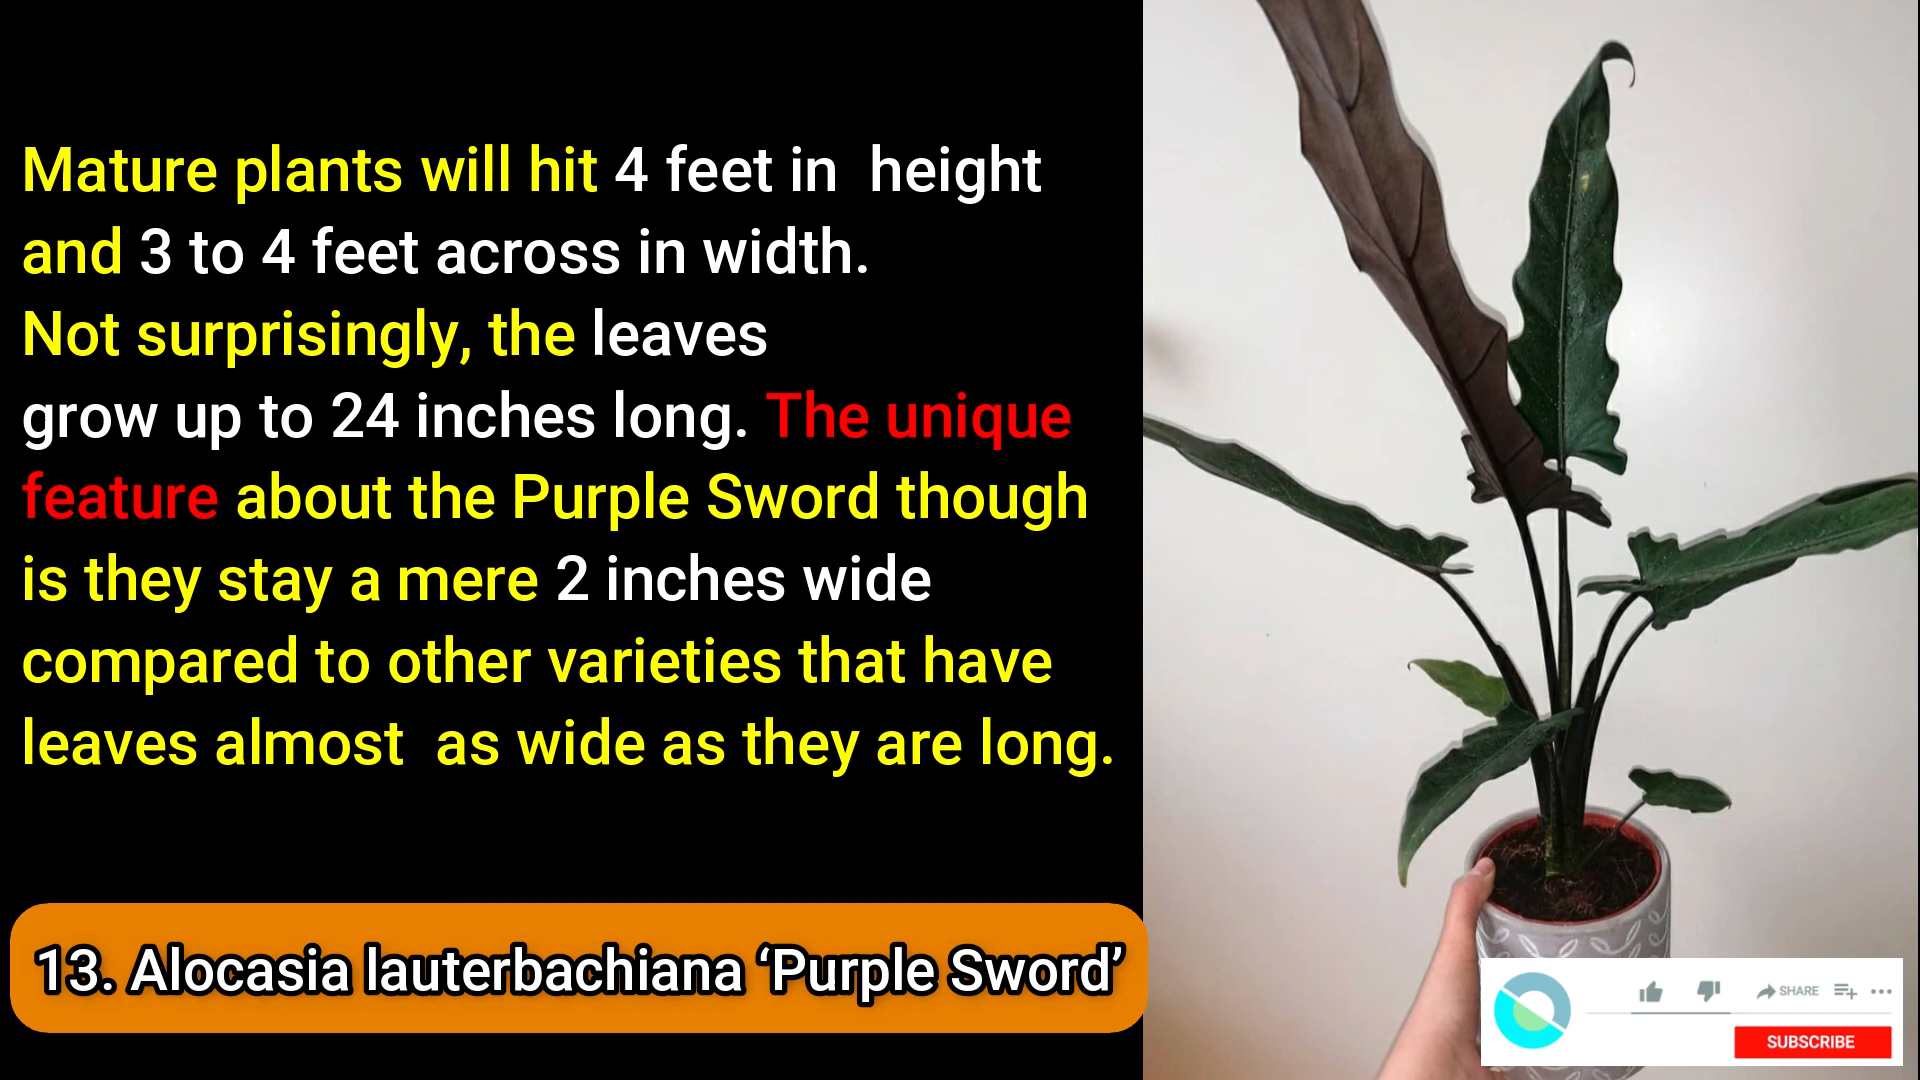 Mature plants will hit 4 feet in  height
and 3 to 4 feet across in width.
Not surprisingly, the leaves
grow up to 24 inches long. The unique
feature about the Purple Sword though
is they stay a mere 2 inches wide
compared to other varieties that have
leaves almost  as wide as they are long.
13. Alocasia lauterbachiana ‘Purple Sword’
SHARE
SUBSCRIBE